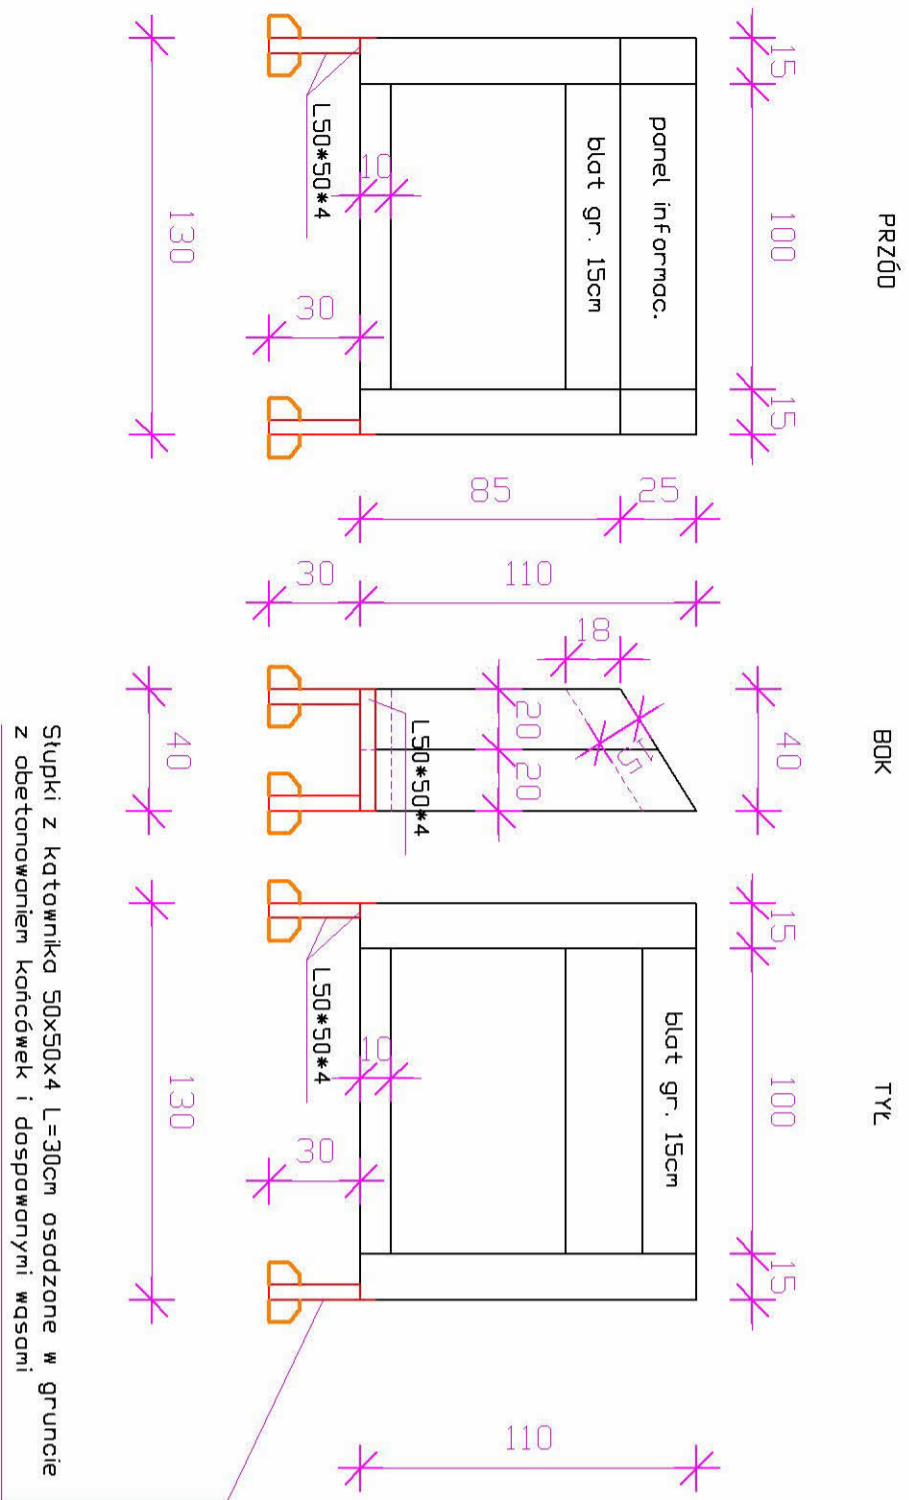 PRZÓD
15
100
15
panel informac.
blat gr. 15cm
10
L50*50*4
30
130
85
25
30
110
BOK
40
18
15
20
20
L50*50*4
40
TYŁ
15
100
15
blat gr. 15cm
10
L50*50*4
30
130
110
Słupki z kątownika 50x50x4 L=30cm osadzone w gruncie
z obetonowaniem końcówek i dospawanymi wąsami